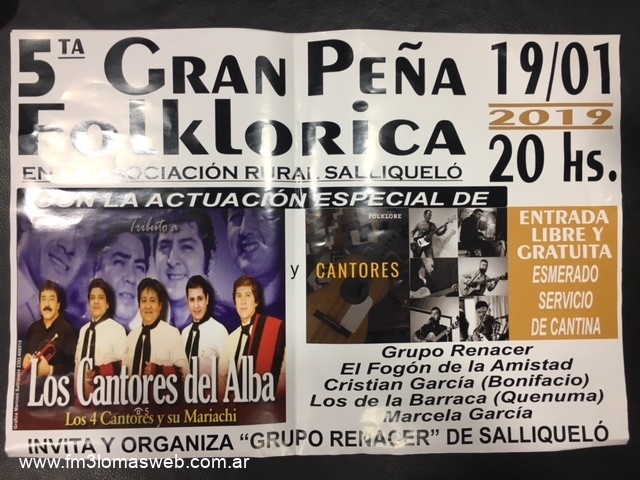 5TA GRAN PEÑA
FolkloricA
EN LA ASOCIACIÓN RURAL SALLIQUELÓ
19/01
2019
20 Hs.
CON LA ACTUACIÓN ESPECIAL DE
Tributo a
Los Cantores del Alba
Los 4 Cantores y su Mariachi
y
FOLKLORE
CANTORES
ENTRADA
LIBRE Y
GRATUITA
ESMERADO
SERVICIO
DE CANTINA
Grupo Renacer
El Fogón de la Amistad
Cristian García (Bonifacio)
Los de la Barraca (Quenuma)
Marcela García
INVITA Y ORGANIZA "GRUPO RENACER" DE SALLIQUELÓ
www.fm3lomasweb.com.ar